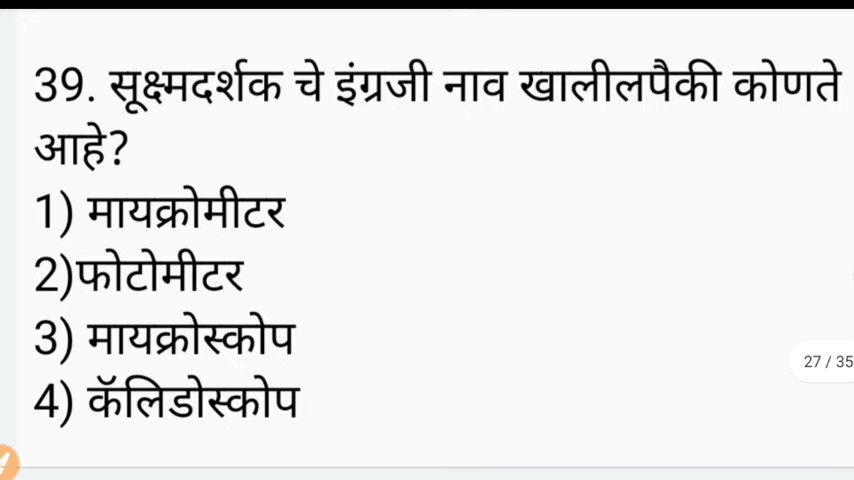 39. सूक्ष्मदर्शक चे इंग्रजी नाव खालीलपैकी कोणते
आहे?
1) मायक्रोमीटर
2)फोटोमीटर
3) मायक्रोस्कोप
27 / 35
4) कॅलिडोस्कोप